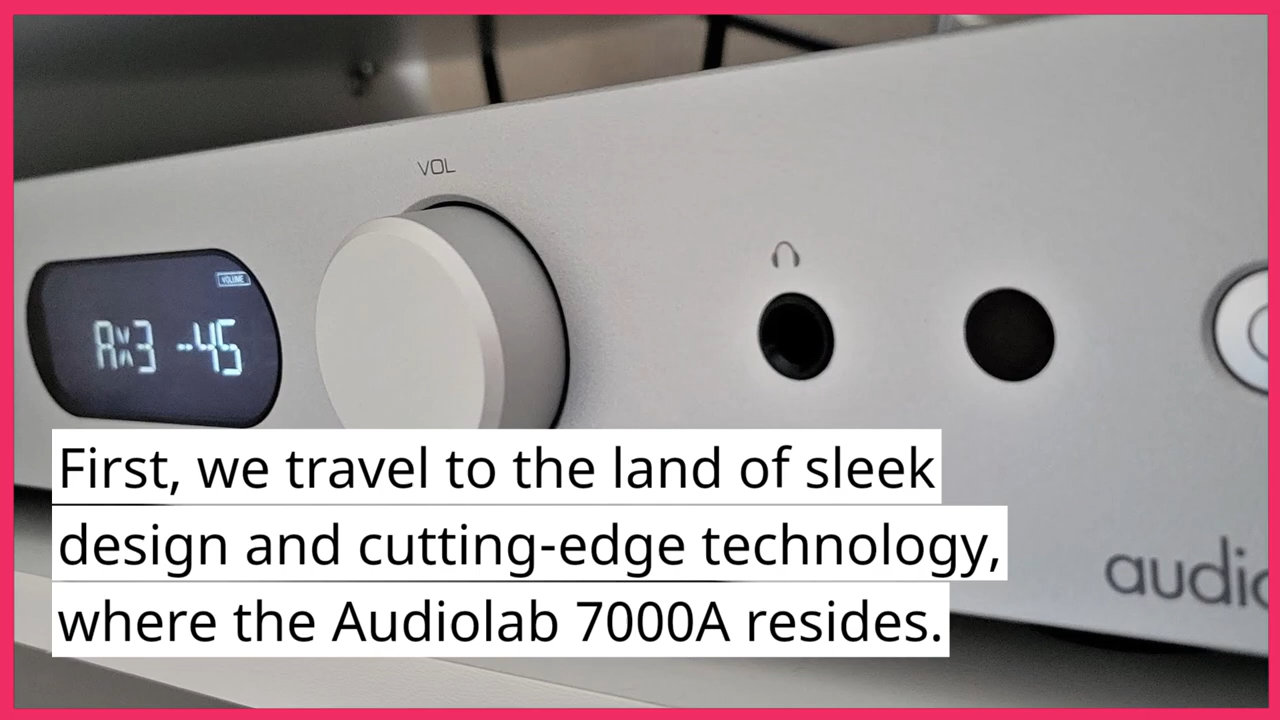 VOL
VOLUME
Ax3 -45
First, we travel to the land of sleek
design and cutting-edge technology,
where the Audiolab 7000A resides.
audio